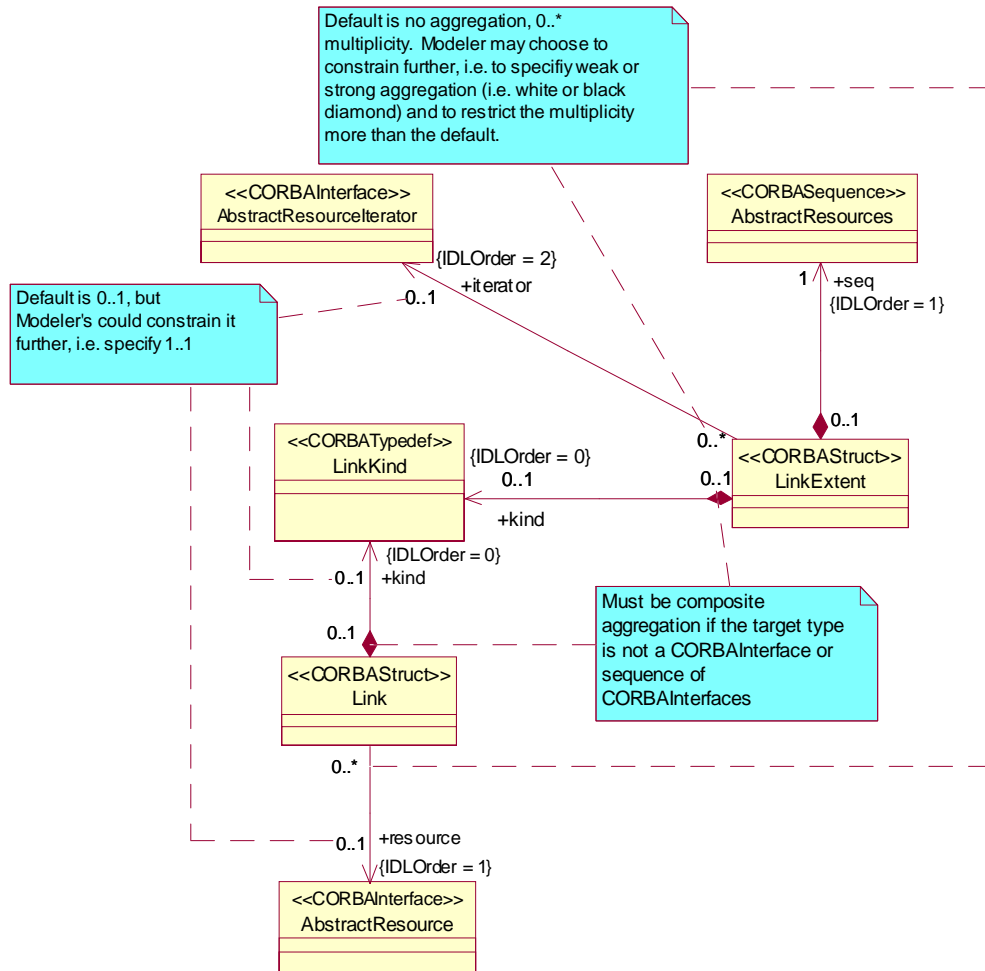 Default is no aggregation, 0..*
multiplicity. Modeler may choose to
constrain further, i.e. to specifiy weak or
strong aggregation (i.e. white or black
diamond) and to restrict the multiplicity
more than the default.
<<CORBAInterface>>
AbstractResourceIterator
<<CORBASequence>>
AbstractResources
{IDLOrder = 2}
0..1
+iterator
1
+seq
{IDLOrder = 1}
Default is 0..1, but
Modeler's could constrain it
further, i.e. specify 1..1
0..1
0..*
<<CORBATypedef>>
LinkKind
{IDLOrder = 0}
0..1
0..1
+kind
<<CORBAStruct>>
LinkExtent
{IDLOrder = 0}
0..1
+kind
0..1
Must be composite
aggregation if the target type
is not a CORBAInterface or
sequence of
CORBAInterfaces
<<CORBAStruct>>
Link
0..*
0..1
+resource
{IDLOrder = 1}
<<CORBAInterface>>
AbstractResource